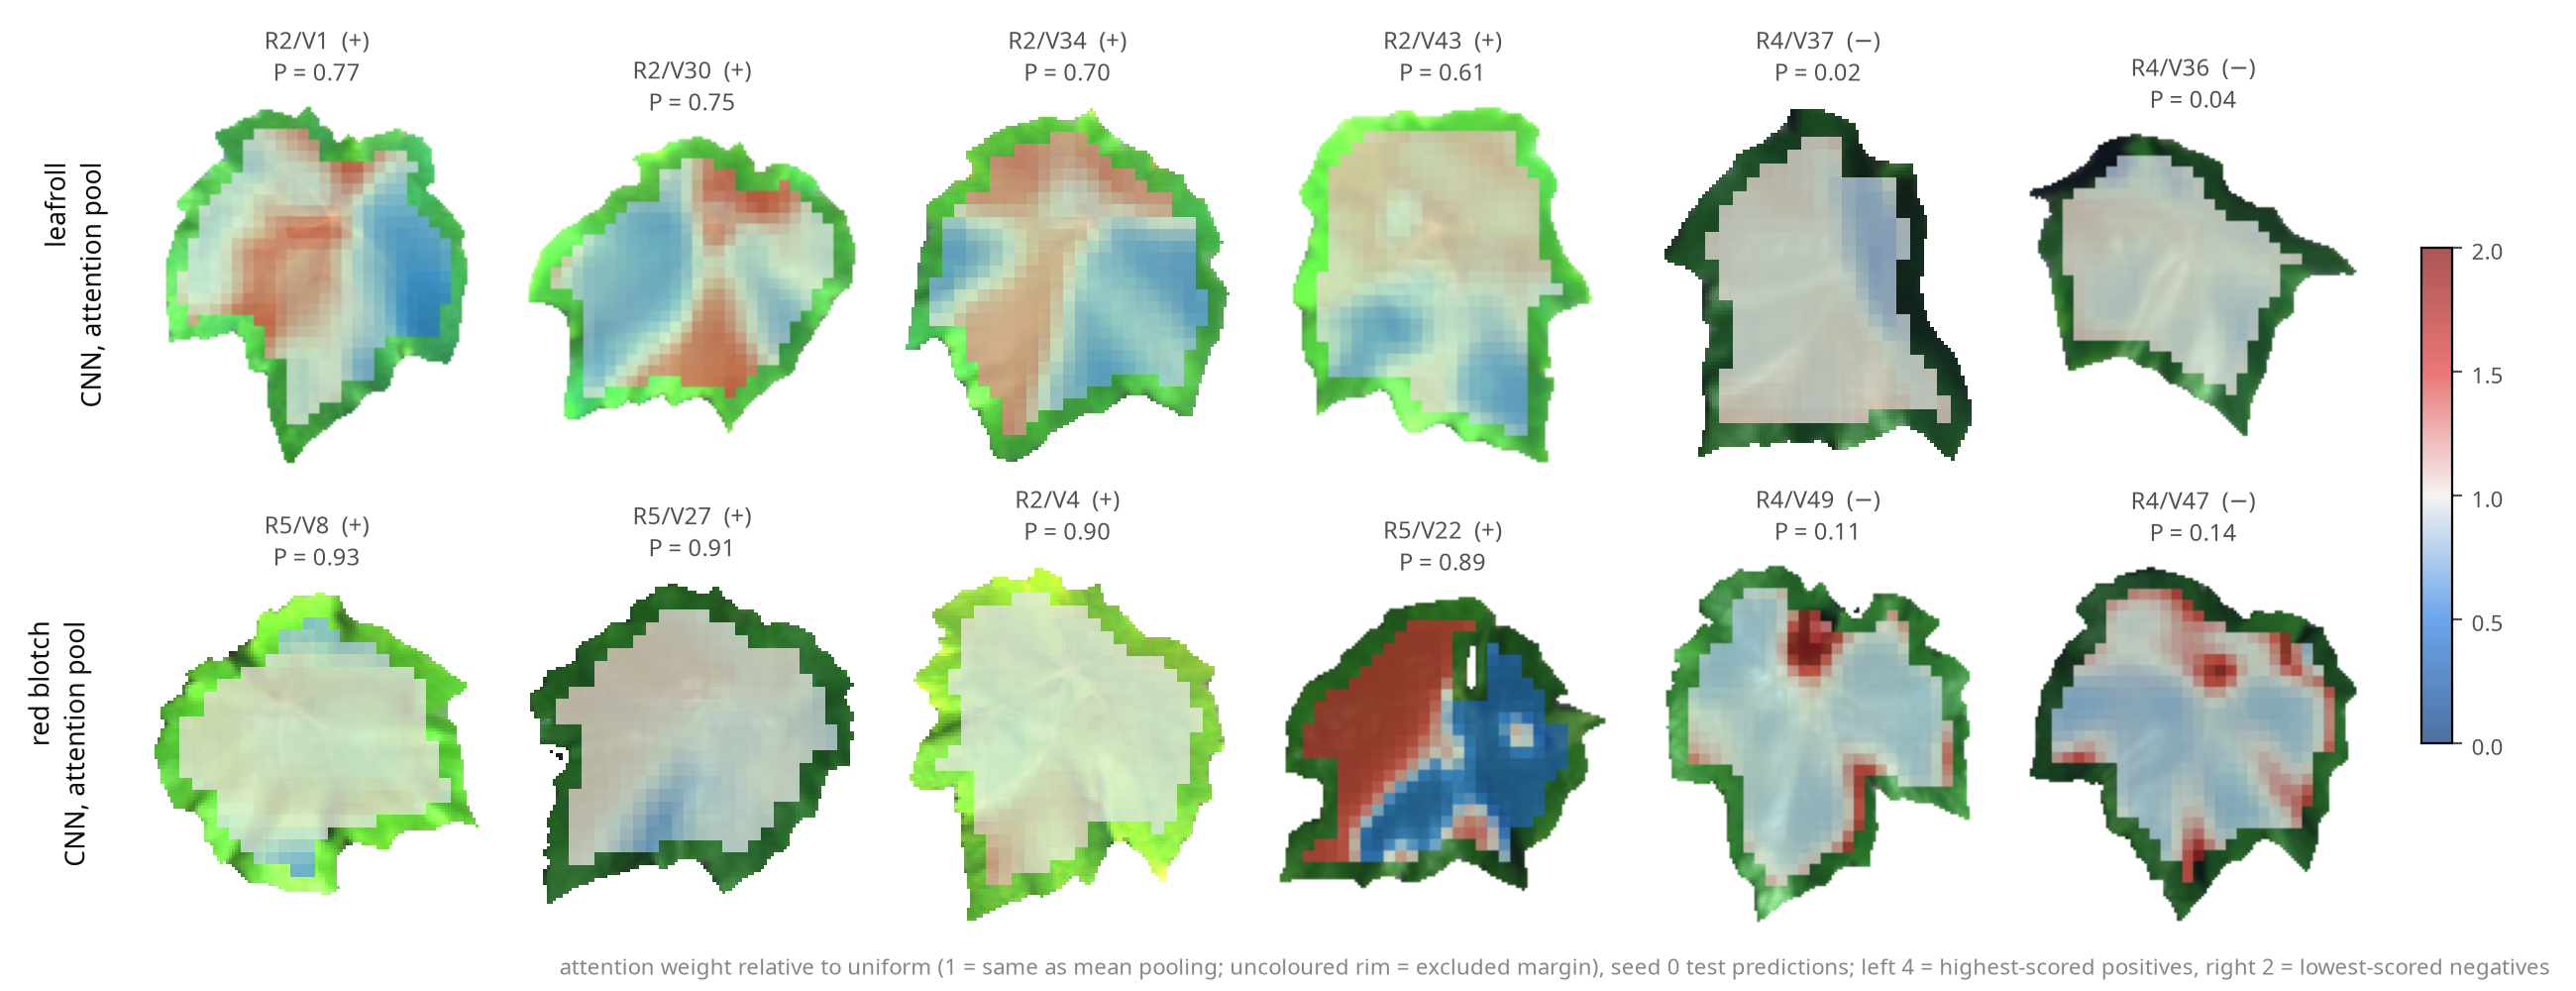 R2/V1 (+)
P = 0.77
R2/V30 (+)
P = 0.75
R2/V34 (+)
P = 0.70
R2/V43 (+)
P = 0.61
R4/V37 (−)
P = 0.02
R4/V36 (−)
P = 0.04
leafroll
CNN, attention pool
R5/V8 (+)
P = 0.93
R5/V27 (+)
P = 0.91
R2/V4 (+)
P = 0.90
R5/V22 (+)
P = 0.89
R4/V49 (−)
P = 0.11
R4/V47 (−)
P = 0.14
red blotch
CNN, attention pool
2.0
1.5
1.0
0.5
0.0
attention weight relative to uniform (1 = same as mean pooling; uncoloured rim = excluded margin), seed 0 test predictions; left 4 = highest-scored positives, right 2 = lowest-scored negatives